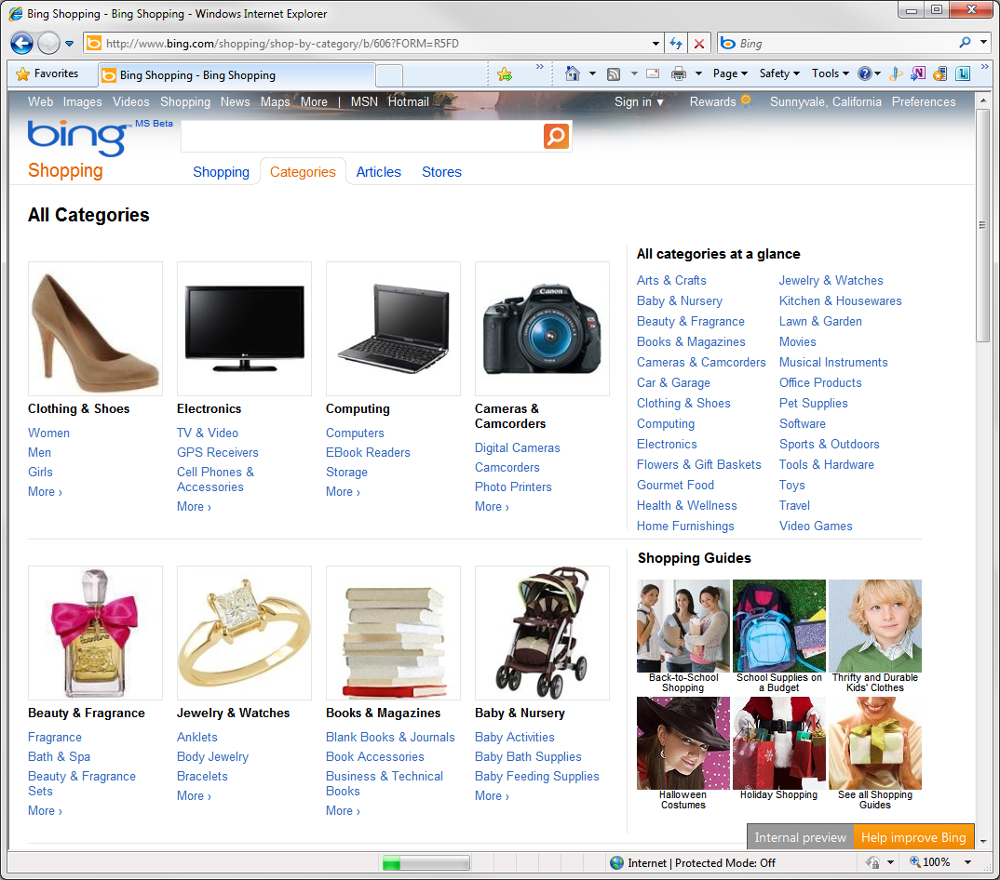 Bing Shopping - Bing Shopping - Windows Internet Explorer
http://www.bing.com/shopping/shop-by-category/b/606?FORM=R5FD
Bing
Favorites
Bing Shopping - Bing Shopping
Page
Safety
Tools
Web Images Videos Shopping News Maps More | MSN Hotmail
Sign in Rewards Sunnyvale, California Preferences
bing™ MS Beta
Shopping
Shopping Categories Articles Stores
All Categories
Canon
Clothing & Shoes
Women
Men
Girls
More ›
LG
Electronics
TV & Video
GPS Receivers
Cell Phones &
Accessories
More ›
Computing
Computers
EBook Readers
Storage
More ›
Cameras &
Camcorders
Digital Cameras
Camcorders
Photo Printers
More ›
All categories at a glance
Arts & Crafts
Baby & Nursery
Beauty & Fragrance
Books & Magazines
Cameras & Camcorders
Car & Garage
Clothing & Shoes
Computing
Electronics
Flowers & Gift Baskets
Gourmet Food
Health & Wellness
Home Furnishings
Jewelry & Watches
Kitchen & Housewares
Lawn & Garden
Movies
Musical Instruments
Office Products
Pet Supplies
Software
Sports & Outdoors
Tools & Hardware
Toys
Travel
Video Games
Beauty & Fragrance
Fragrance
Bath & Spa
Beauty & Fragrance
Sets
More ›
Jewelry & Watches
Anklets
Body Jewelry
Bracelets
More ›
Books & Magazines
Blank Books & Journals
Book Accessories
Business & Technical
Books
More ›
Baby & Nursery
Baby Activities
Baby Bath Supplies
Baby Feeding Supplies
More ›
Shopping Guides
Back-to-School
Shopping
School Supplies on
a Budget
Thrifty and Durable
Kids' Clothes
Halloween
Costumes
Holiday Shopping
See all Shopping
Guides
Internal preview
Help improve Bing
Internet | Protected Mode: Off
100%